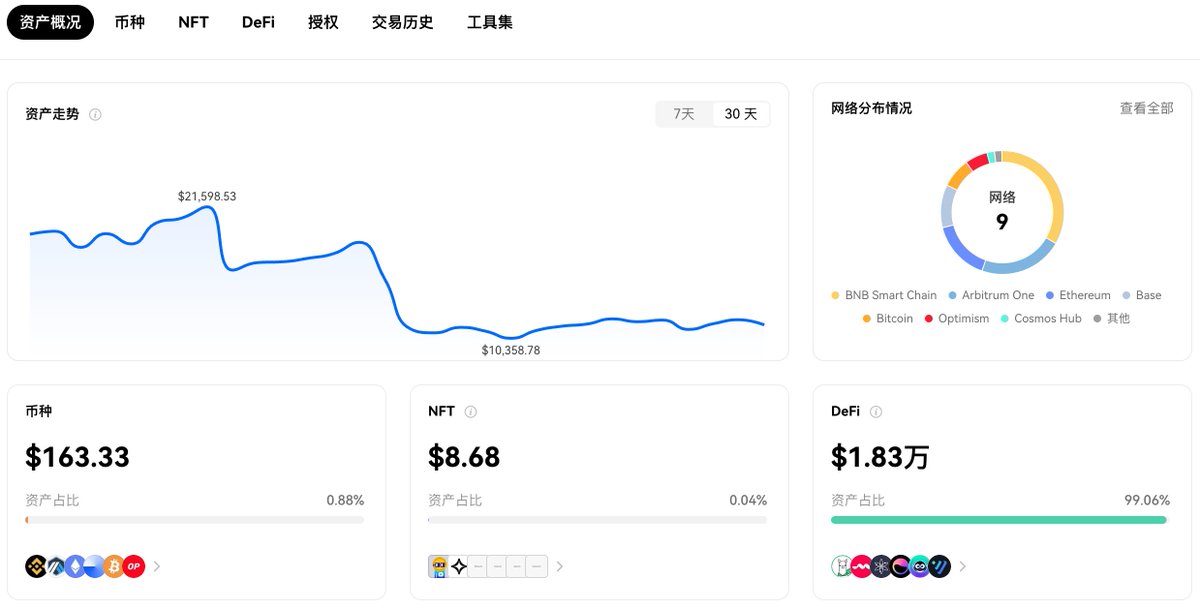 资产概况 币种 NFT DeFi 授权 交易历史 工具集
资产走势
7天 30 天
$21,598.53
$10,358.78
网络分布情况 查看全部
网络
9
BNB Smart Chain Arbitrum One Ethereum Base
Bitcoin Optimism Cosmos Hub 其他
币种
$163.33
资产占比 0.88%
OP
NFT
$8.68
资产占比 0.04%
DeFi
$1.83万
资产占比 99.06%